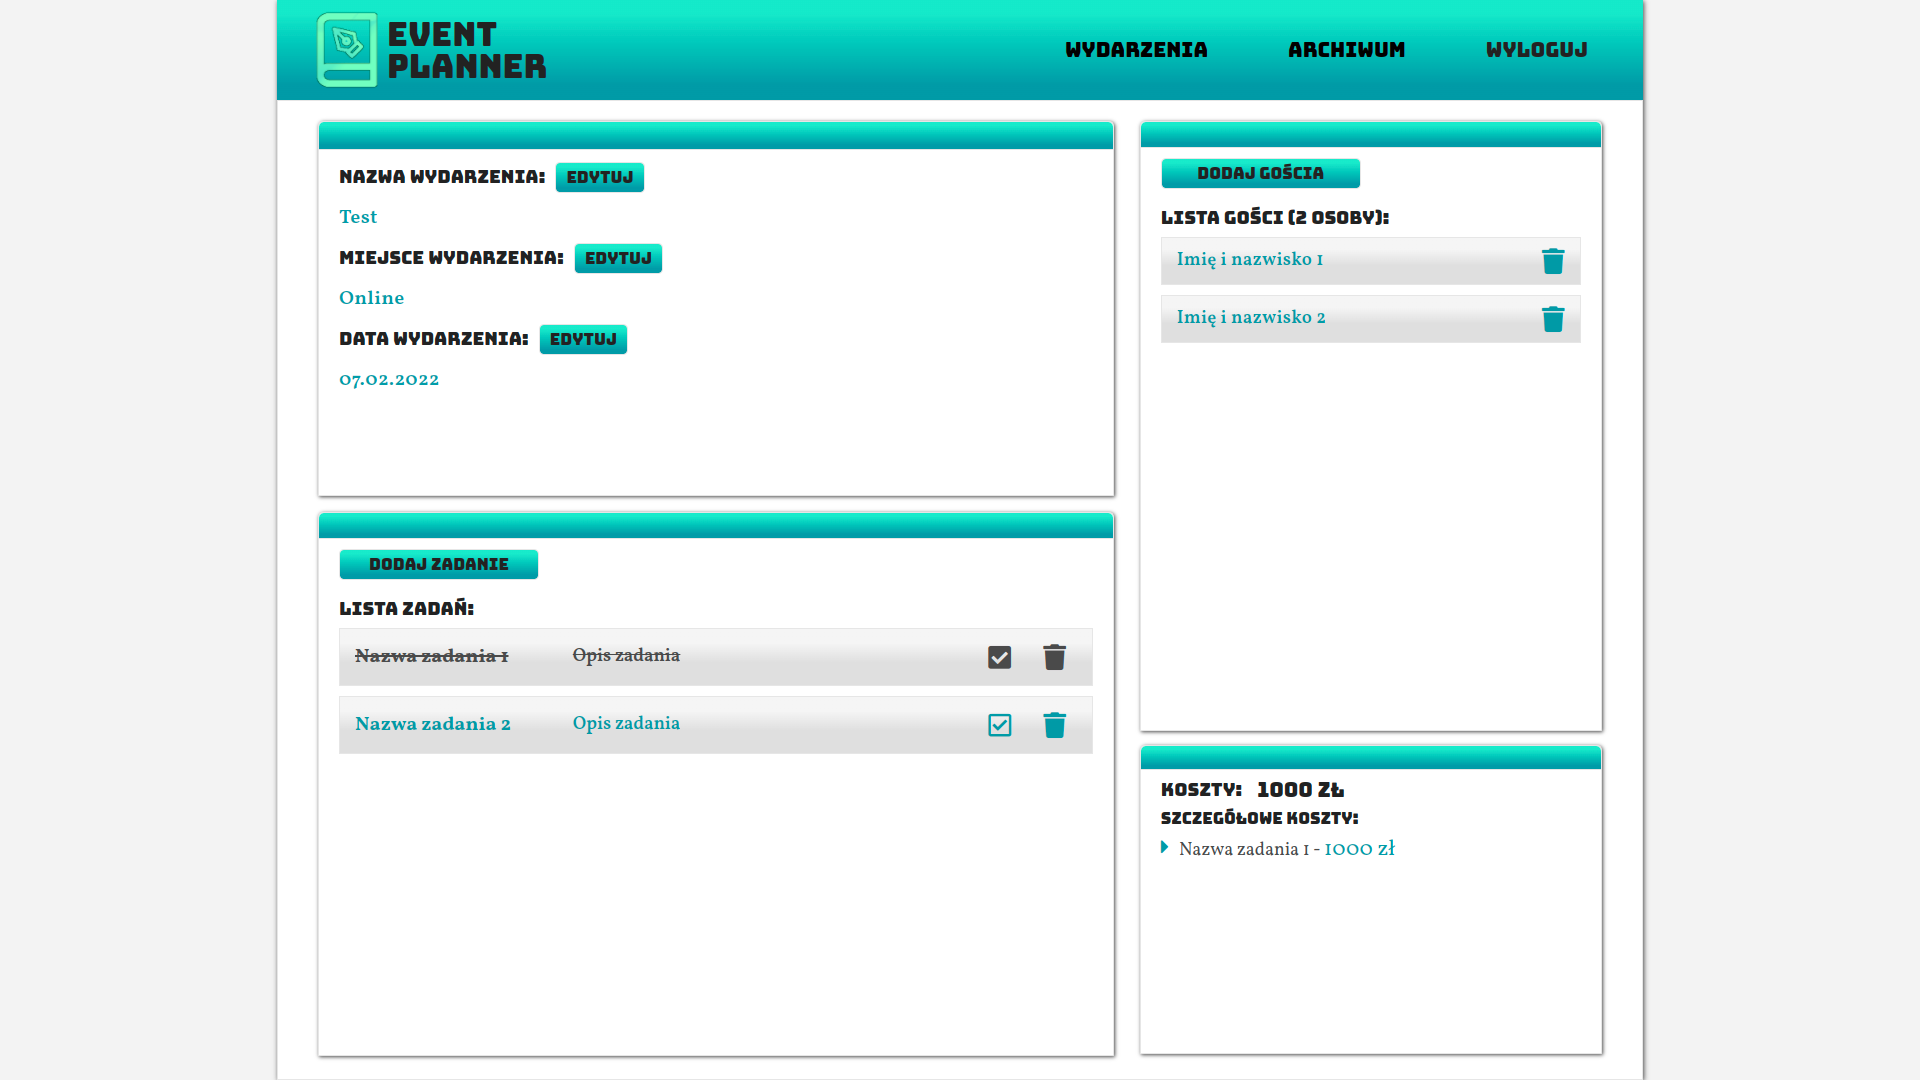 EVENT
PLANNER
WYDARZENIA
ARCHIWUM
WYLOGUJ
NAZWA WYDARZENIA:
EDYTUJ
Test
MIEJSCE WYDARZENIA:
EDYTUJ
Online
DATA WYDARZENIA:
EDYTUJ
07.02.2022
DODAJ ZADANIE
LISTA ZADAŃ:
Nazwa zadania 1
Opis zadania
Nazwa zadania 2
Opis zadania
DODAJ GOŚCIA
LISTA GOŚCI (2 OSOBY):
Imię i nazwisko 1
Imię i nazwisko 2
KOSZTY: 1000 ZŁ
SZCZEGÓŁOWE KOSZTY:
Nazwa zadania 1 - 1000 zł